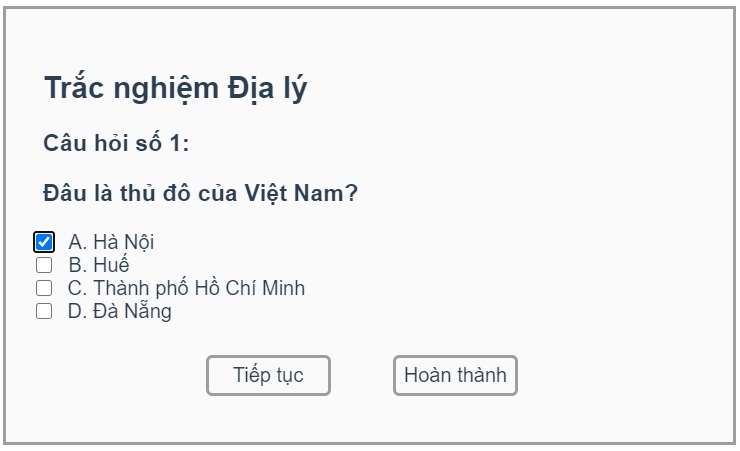 Trắc nghiệm Địa lý
Câu hỏi số 1:
Đâu là thủ đô của Việt Nam?
A. Hà Nội
B. Huế
C. Thành phố Hồ Chí Minh
D. Đà Nẵng
Tiếp tục
Hoàn thành